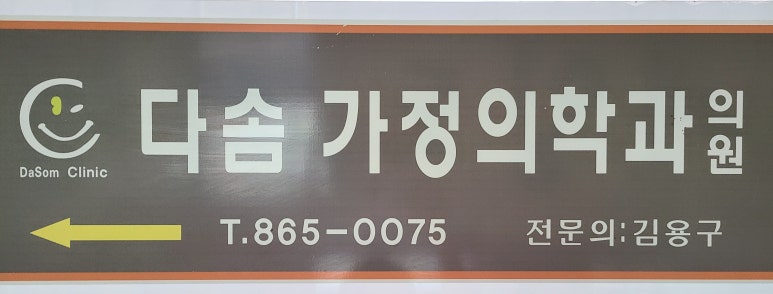 다솜 가정의학과의원
DaSom Clinic
T.865-0075 전문의:김용구